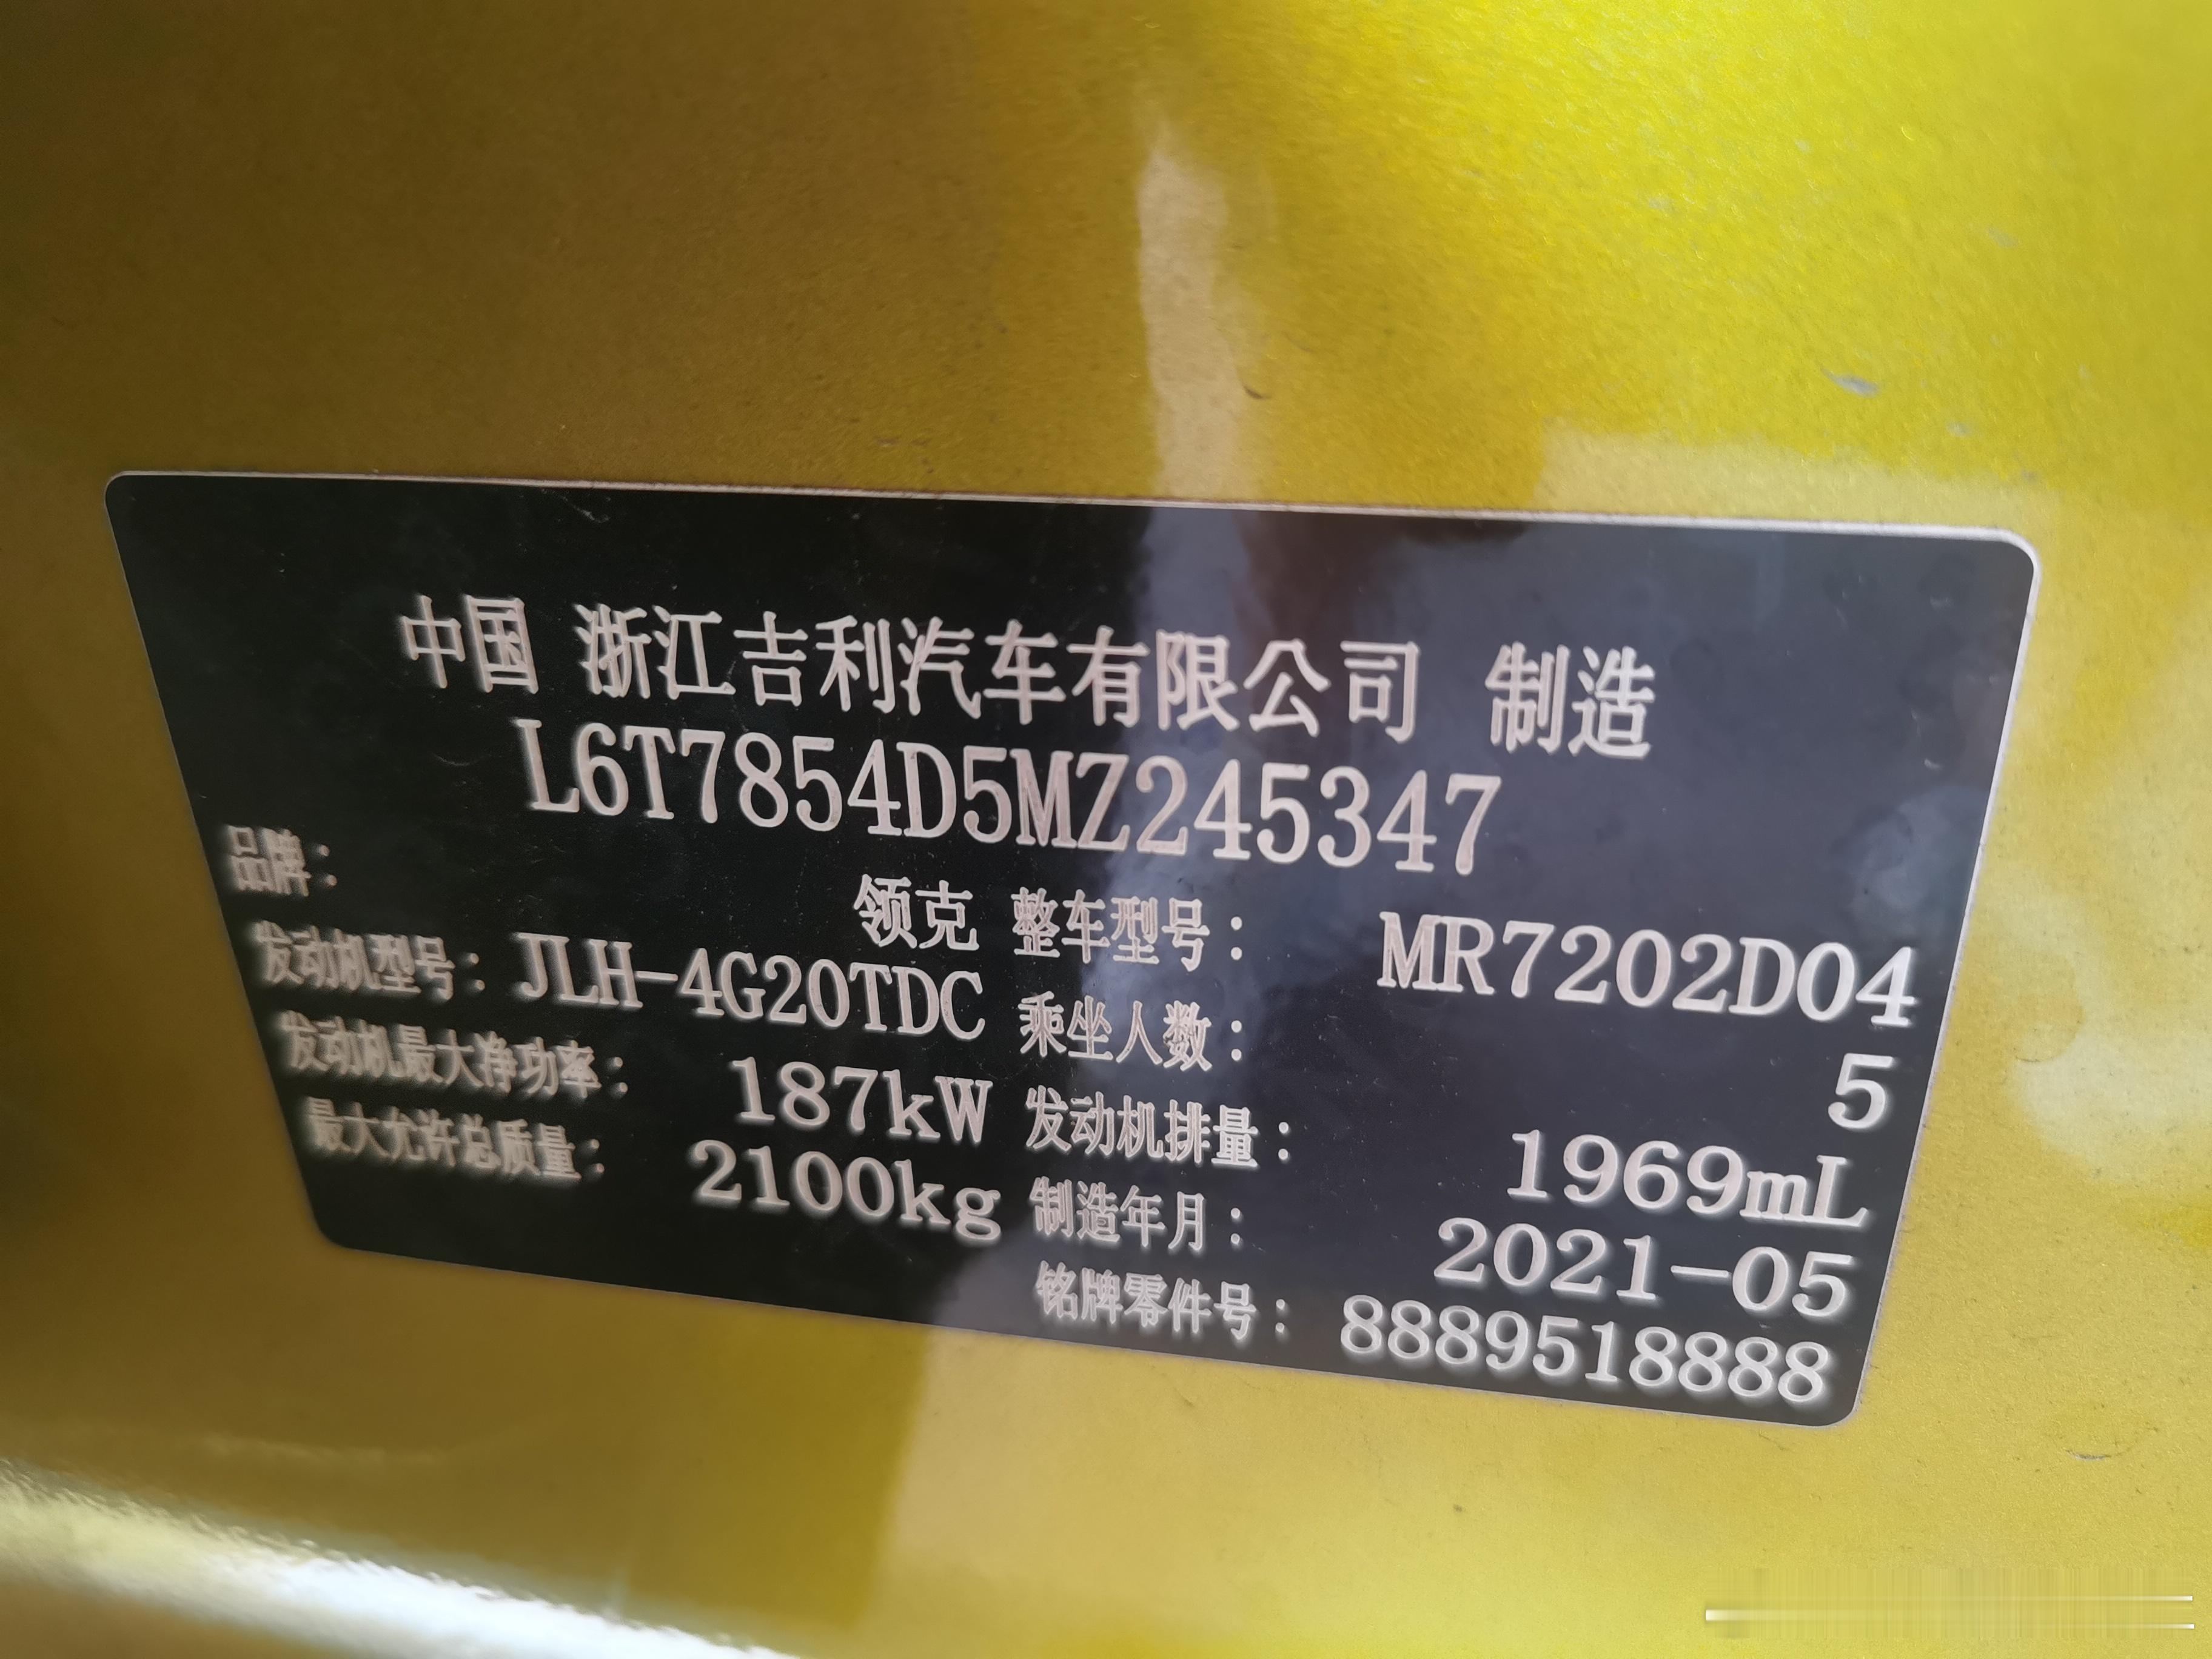 中国 浙江吉利汽车有限公司 制造
L6T7854D5MZ245347
品牌： 领克 整车型号： MR7202D04
发动机型号： JLH-4G20TDC 乘坐人数： 5
发动机最大净功率： 187kW 发动机排量： 1969mL
最大允许总质量： 2100kg 制造年月： 2021-05
铭牌零件号： 8889518888